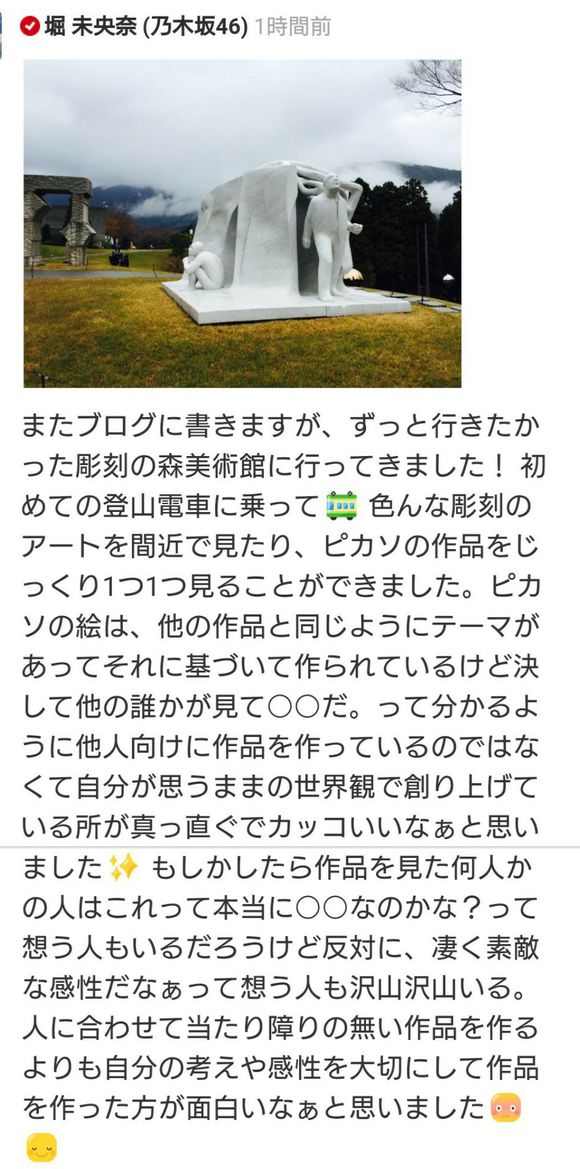 堀 未央奈 (乃木坂46) 1時間前
またブログに書きますが、ずっと行きたか
った彫刻の森美術館に行ってきました！ 初
めての登山電車に乗って🚃 色んな彫刻の
アートを間近で見たり、ピカソの作品をじ
っくり1つ1つ見ることができました。ピカ
ソの絵は、他の作品と同じようにテーマが
あってそれに基づいて作られているけど決
して他の誰かが見て〇〇だ。って分かるよ
うに他人向けに作品を作っているのではな
くて自分が思うままの世界観で創り上げて
いる所が真っ直ぐでカッコいいなぁと思い
ました✨ もしかしたら作品を見た何人か
の人はこれって本当に〇〇なのかな？って
想う人もいるだろうけど反対に、凄く素敵
な感性だなぁって想う人も沢山沢山いる。
人に合わせて当たり障りの無い作品を作る
よりも自分の考えや感性を大切にして作品
を作った方が面白いなぁと思いました😳
😌